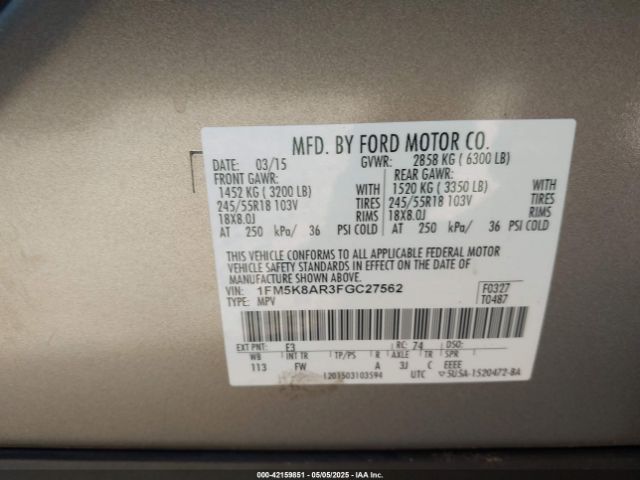 MFD. BY FORD MOTOR CO.
DATE: 03/15 GVWR: 2858 KG ( 6300 LB)
FRONT GAWR: REAR GAWR:
1452 KG ( 3200 LB) WITH 1520 KG ( 3350 LB) WITH
245/55R18 103V TIRES 245/55R18 103V TIRES
18X8.0J RIMS 18X8.0J RIMS
AT 250 kPa/ 36 PSI COLD AT 250 kPa/ 36 PSI COLD
THIS VEHICLE CONFORMS TO ALL APPLICABLE FEDERAL MOTOR
VEHICLE SAFETY STANDARDS IN EFFECT ON THE DATE OF
MANUFACTURE SHOWN ABOVE.
VIN: 1FM5K8AR3FGC27562 F0327
TYPE: MPV T0487
EXT PNT: E3 RC: 74 DSO:
WB INT TR TP/PS R AXLE TR SPR
113 FW A 3J C EEEE
1201503103594 UTC 5U5A-1520472-BA
000-42159851 05/05/2025 IAA Inc.